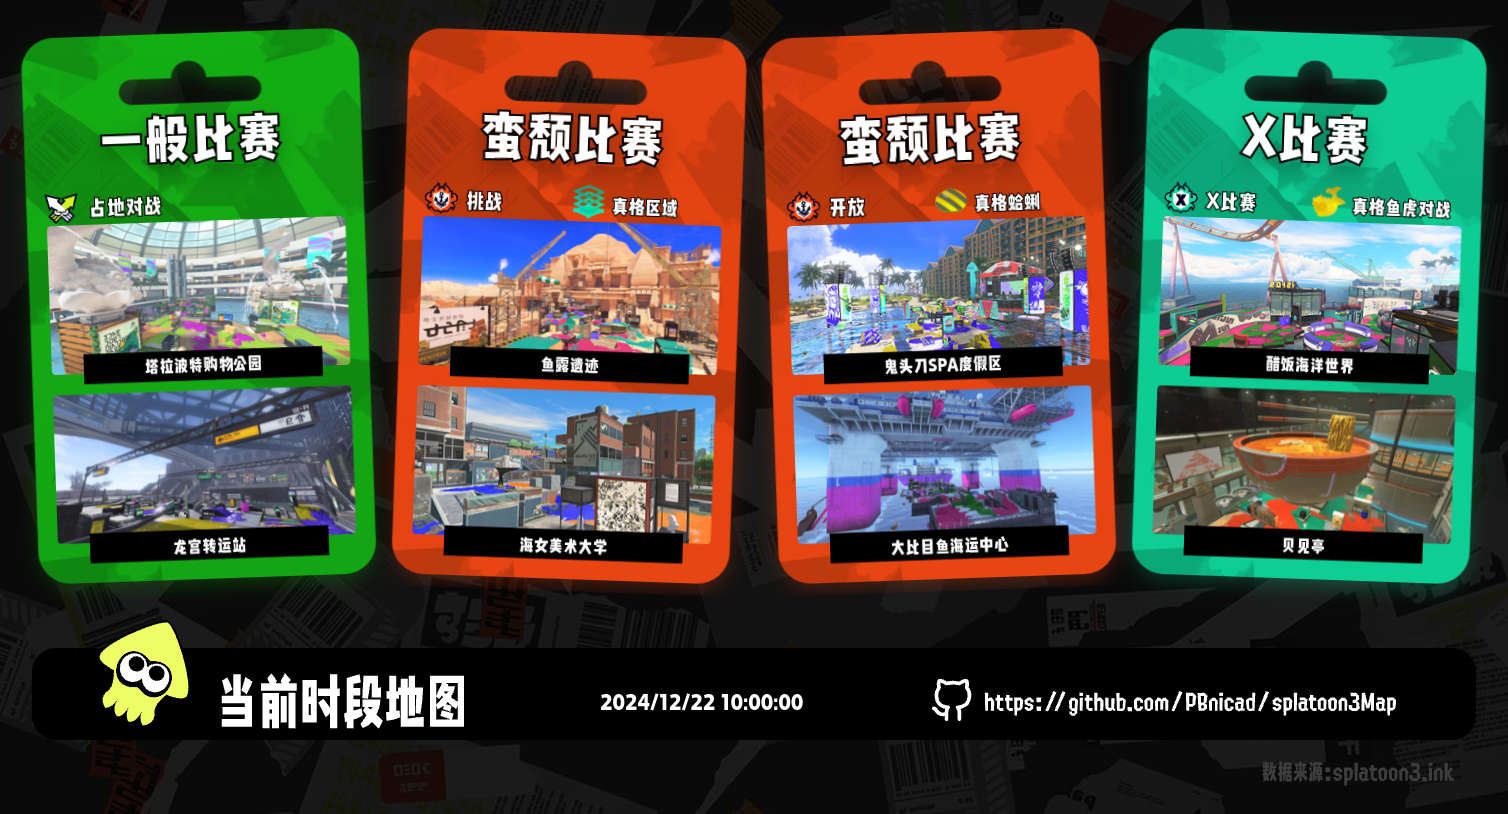 一般比赛
占地对战
塔拉波特购物公园
龙宫转运站
蛮颓比赛
挑战
真格区域
鱼露遗迹
海女美术大学
蛮颓比赛
开放
真格蛤蜊
鬼头刀SPA度假区
大比目鱼海运中心
X比赛
X比赛
真格鱼虎对战
醋饭海洋世界
贝见亭
当前时段地图
2024/12/22 10:00:00
https://github.com/PBnicad/splatoon3Map
数据来源:splatoon3.ink